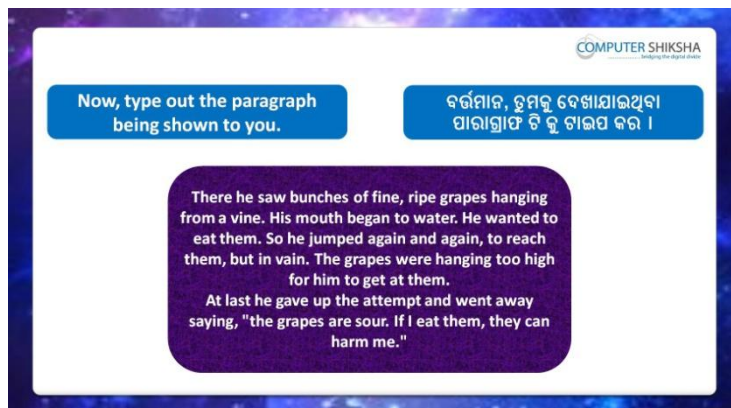 COMPUTER SHIKSHA
bridging the digital divide
Now, type out the paragraph
being shown to you.
ବର୍ତ୍ତମାନ, ତୁମକୁ ଦେଖାଯାଇଥିବା
ପାରାଗ୍ରାଫ ଟି କୁ ଟାଇପ କର ।
There he saw bunches of fine, ripe grapes hanging
from a vine. His mouth began to water. He wanted to
eat them. So he jumped again and again, to reach
them, but in vain. The grapes were hanging too high
for him to get at them.
At last he gave up the attempt and went away
saying, "the grapes are sour. If I eat them, they can
harm me."